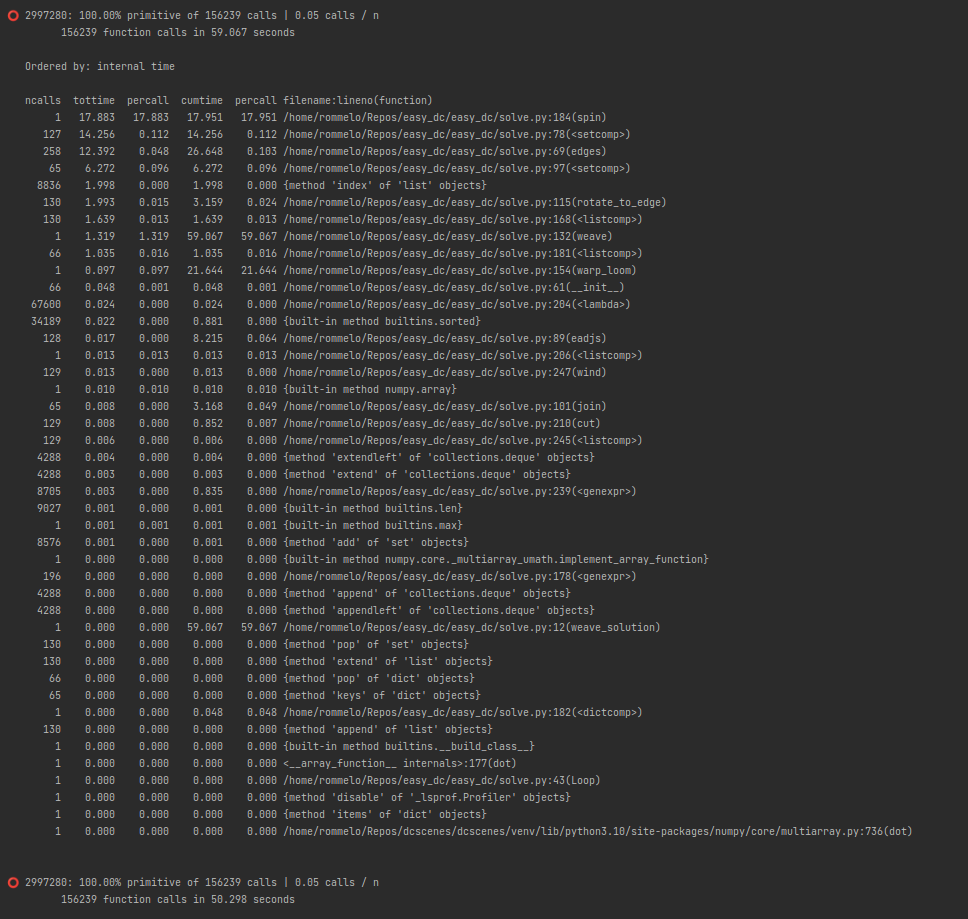 2997280: 100.00% primitive of 156239 calls | 0.05 calls / n
156239 function calls in 59.067 seconds
Ordered by: internal time
ncalls tottime percall cumtime percall filename:lineno(function)
1 17.883 17.883 17.951 17.951 /home/rommelo/Repos/easy_dc/easy_dc/solve.py:184(spin)
127 14.256 0.112 14.256 0.112 /home/rommelo/Repos/easy_dc/easy_dc/solve.py:78(<setcomp>)
258 12.392 0.048 26.648 0.103 /home/rommelo/Repos/easy_dc/easy_dc/solve.py:69(edges)
65 6.272 0.096 6.272 0.096 /home/rommelo/Repos/easy_dc/easy_dc/solve.py:97(<setcomp>)
8836 1.998 0.000 1.998 0.000 {method 'index' of 'list' objects}
130 1.993 0.015 3.159 0.024 /home/rommelo/Repos/easy_dc/easy_dc/solve.py:115(rotate_to_edge)
130 1.639 0.013 1.639 0.013 /home/rommelo/Repos/easy_dc/easy_dc/solve.py:168(<listcomp>)
1 1.319 1.319 59.067 59.067 /home/rommelo/Repos/easy_dc/easy_dc/solve.py:132(weave)
66 1.035 0.016 1.035 0.016 /home/rommelo/Repos/easy_dc/easy_dc/solve.py:181(<listcomp>)
1 0.097 0.097 21.644 21.644 /home/rommelo/Repos/easy_dc/easy_dc/solve.py:154(warp_loom)
66 0.048 0.001 0.048 0.001 /home/rommelo/Repos/easy_dc/easy_dc/solve.py:61(__init__)
67600 0.024 0.000 0.024 0.000 /home/rommelo/Repos/easy_dc/easy_dc/solve.py:204(<lambda>)
34189 0.022 0.000 0.881 0.000 {built-in method builtins.sorted}
128 0.017 0.000 8.215 0.064 /home/rommelo/Repos/easy_dc/easy_dc/solve.py:89(eadjs)
1 0.013 0.013 0.013 0.013 /home/rommelo/Repos/easy_dc/easy_dc/solve.py:206(<listcomp>)
129 0.013 0.000 0.013 0.000 /home/rommelo/Repos/easy_dc/easy_dc/solve.py:247(wind)
1 0.010 0.010 0.010 0.010 {built-in method numpy.array}
65 0.008 0.000 3.168 0.049 /home/rommelo/Repos/easy_dc/easy_dc/solve.py:101(join)
129 0.008 0.000 0.852 0.007 /home/rommelo/Repos/easy_dc/easy_dc/solve.py:210(cut)
129 0.006 0.000 0.006 0.000 /home/rommelo/Repos/easy_dc/easy_dc/solve.py:245(<listcomp>)
4288 0.004 0.000 0.004 0.000 {method 'extendleft' of 'collections.deque' objects}
4288 0.003 0.000 0.003 0.000 {method 'extend' of 'collections.deque' objects}
8705 0.003 0.000 0.835 0.000 /home/rommelo/Repos/easy_dc/easy_dc/solve.py:239(<genexpr>)
9027 0.001 0.000 0.001 0.000 {built-in method builtins.len}
1 0.001 0.001 0.001 0.001 {built-in method builtins.max}
8576 0.001 0.000 0.001 0.000 {method 'add' of 'set' objects}
1 0.000 0.000 0.000 0.000 {built-in method numpy.core._multiarray_umath.implement_array_function}
196 0.000 0.000 0.000 0.000 /home/rommelo/Repos/easy_dc/easy_dc/solve.py:178(<genexpr>)
4288 0.000 0.000 0.000 0.000 {method 'append' of 'collections.deque' objects}
4288 0.000 0.000 0.000 0.000 {method 'appendleft' of 'collections.deque' objects}
1 0.000 0.000 59.067 59.067 /home/rommelo/Repos/easy_dc/easy_dc/solve.py:12(weave_solution)
130 0.000 0.000 0.000 0.000 {method 'pop' of 'set' objects}
130 0.000 0.000 0.000 0.000 {method 'extend' of 'list' objects}
66 0.000 0.000 0.000 0.000 {method 'pop' of 'dict' objects}
65 0.000 0.000 0.000 0.000 {method 'keys' of 'dict' objects}
1 0.000 0.000 0.048 0.048 /home/rommelo/Repos/easy_dc/easy_dc/solve.py:182(<dictcomp>)
130 0.000 0.000 0.000 0.000 {method 'append' of 'list' objects}
1 0.000 0.000 0.000 0.000 {built-in method builtins.__build_class__}
1 0.000 0.000 0.000 0.000 <__array_function__ internals>:177(dot)
1 0.000 0.000 0.000 0.000 /home/rommelo/Repos/easy_dc/easy_dc/solve.py:43(Loop)
1 0.000 0.000 0.000 0.000 {method 'disable' of '_lsprof.Profiler' objects}
1 0.000 0.000 0.000 0.000 {method 'items' of 'dict' objects}
1 0.000 0.000 0.000 0.000 /home/rommelo/Repos/dcscenes/dcscenes/venv/lib/python3.10/site-packages/numpy/core/multiarray.py:736(dot)
2997280: 100.00% primitive of 156239 calls | 0.05 calls / n
156239 function calls in 50.298 seconds